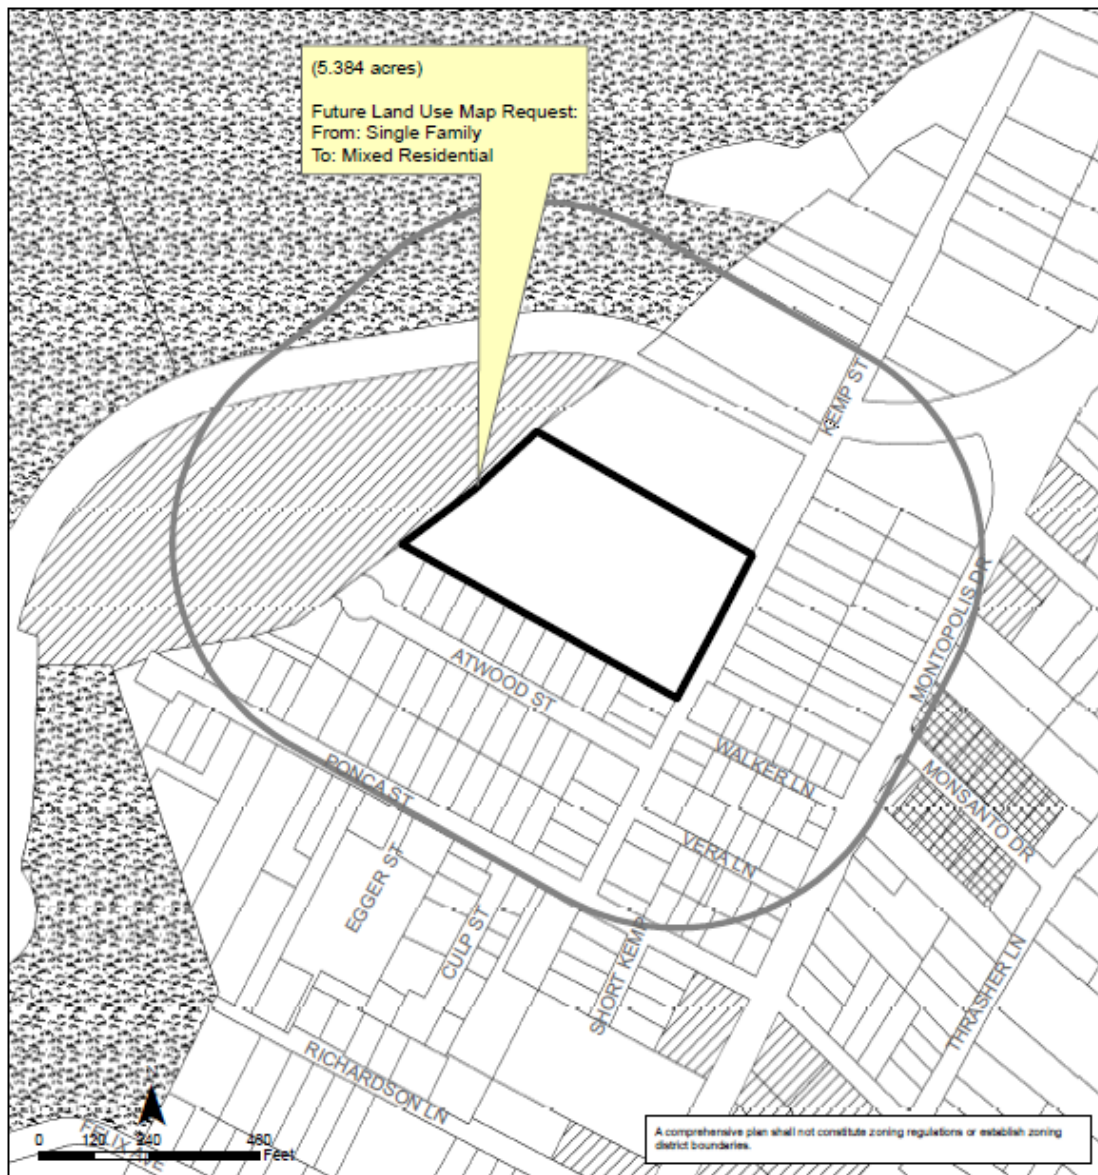 (5.384 acres)
Future Land Use Map Request:
From: Single Family
To: Mixed Residential
KEMP ST
MONTOPOLIS DR
ATWOOD ST
WALKER LN
PONCA ST
MONSANTO DR
VERA LN
EGGER ST
CULP ST
SHORT KEMP
THRASHER LN
RICHARDSON LN
FELIX AVE
0 120 240 480
Feet
A comprehensive plan shall not constitute zoning regulations or establish zoning
district boundaries.